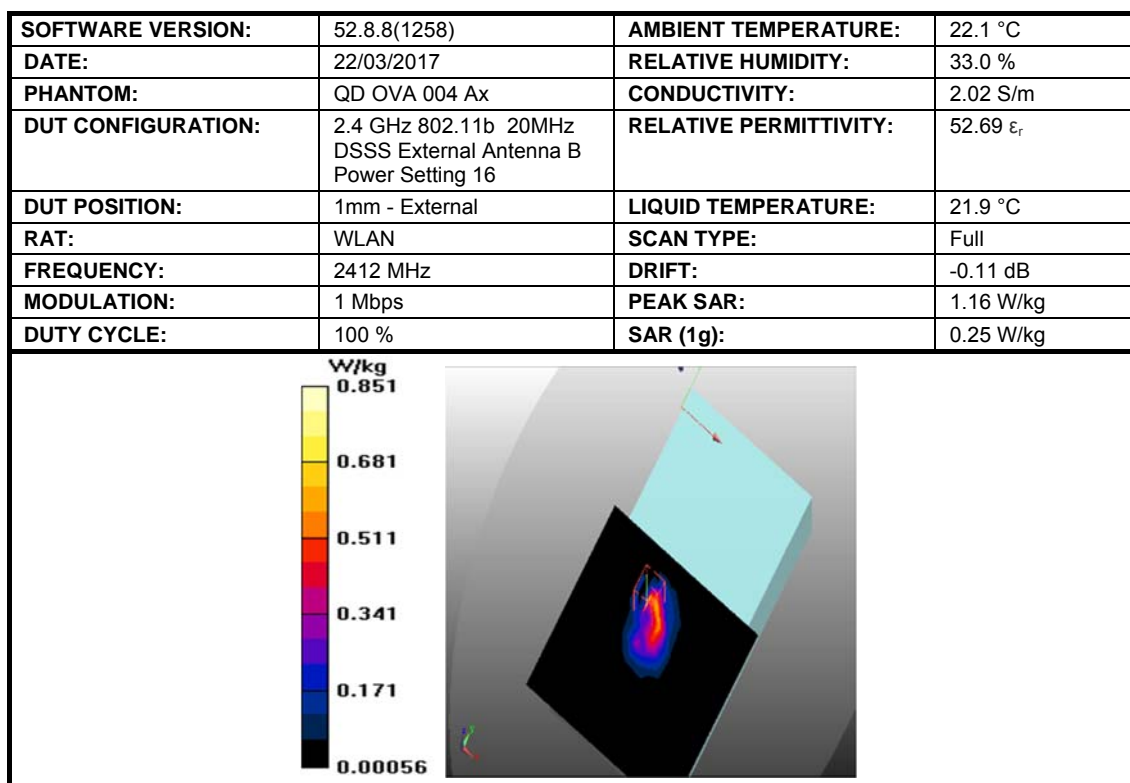 SOFTWARE VERSION: 52.8.8(1258) AMBIENT TEMPERATURE: 22.1 °C
DATE: 22/03/2017 RELATIVE HUMIDITY: 33.0 %
PHANTOM: QD OVA 004 Ax CONDUCTIVITY: 2.02 S/m
DUT CONFIGURATION: 2.4 GHz 802.11b 20MHz RELATIVE PERMITTIVITY: 52.69 εr
DSSS External Antenna B
Power Setting 16
DUT POSITION: 1mm - External LIQUID TEMPERATURE: 21.9 °C
RAT: WLAN SCAN TYPE: Full
FREQUENCY: 2412 MHz DRIFT: -0.11 dB
MODULATION: 1 Mbps PEAK SAR: 1.16 W/kg
DUTY CYCLE: 100 % SAR (1g): 0.25 W/kg
W/kg
0.851
0.681
0.511
0.341
0.171
0.00056